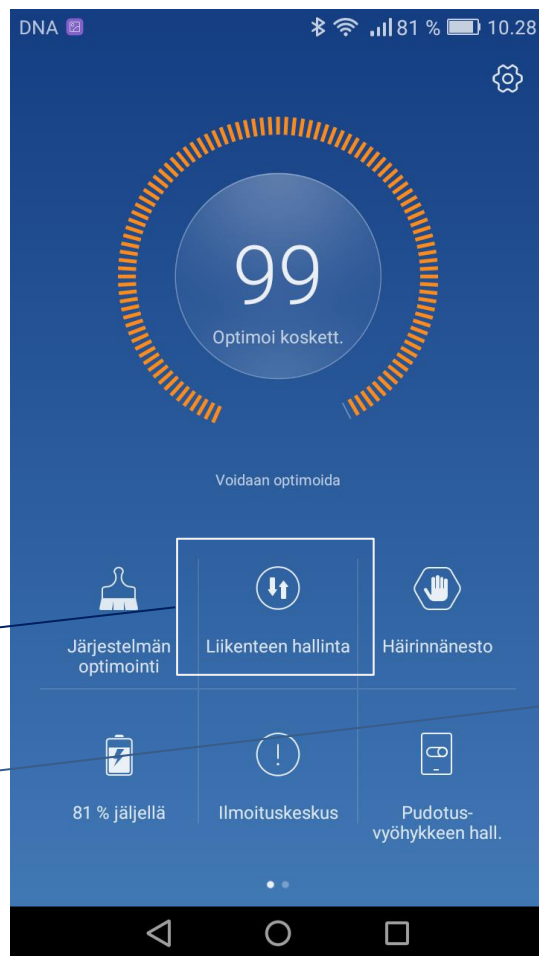 DNA 81 % 10.28
99
Optimoi koskett.
Voidaan optimoida
Järjestelmän
optimointi
Liikenteen hallinta
Häirinnänesto
81 % jäljellä
Ilmoituskeskus
Pudotus-
vyöhykkeen hall.